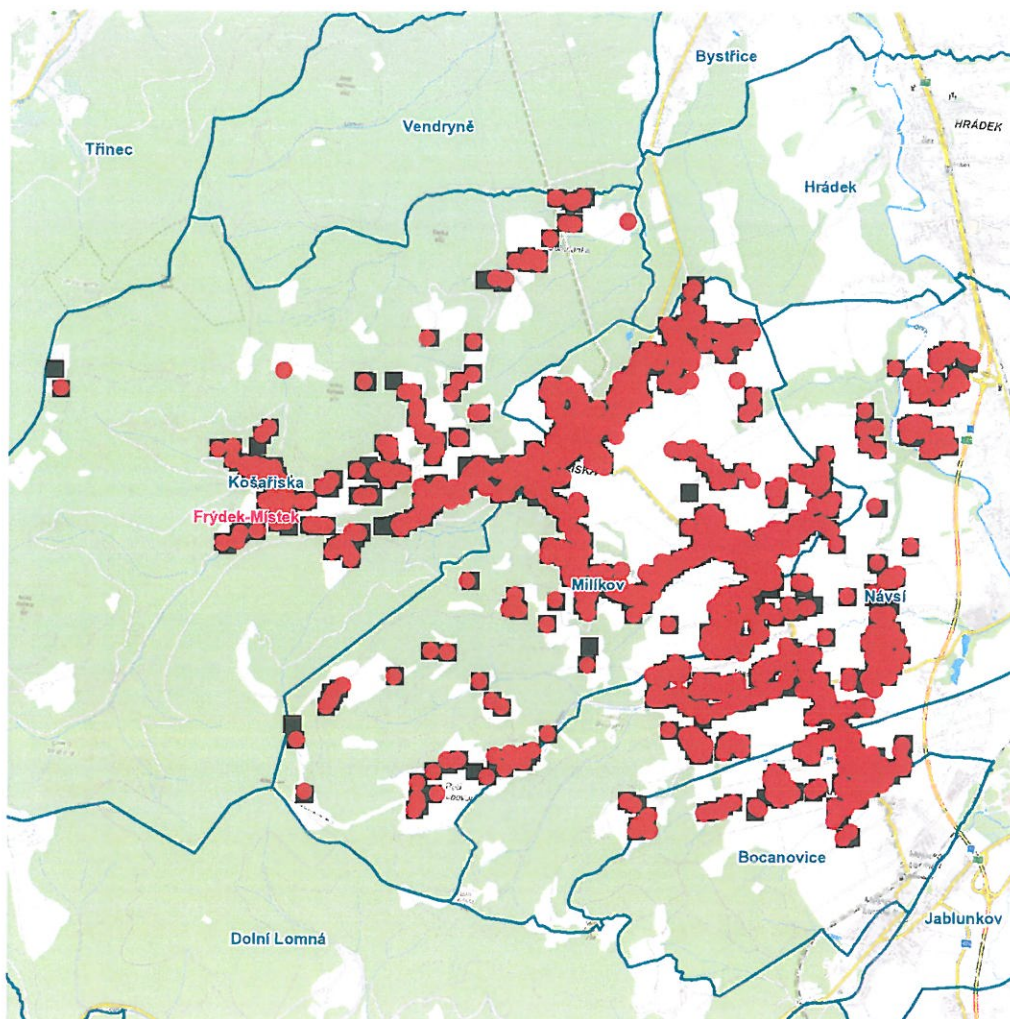 Bystřice
Vendryně
HRÁDEK
Třinec
Hrádek
Košařiska
Frýdek-Místek
Milíkov
Návsí
Bocanovice
Jablunkov
Dolní Lomná